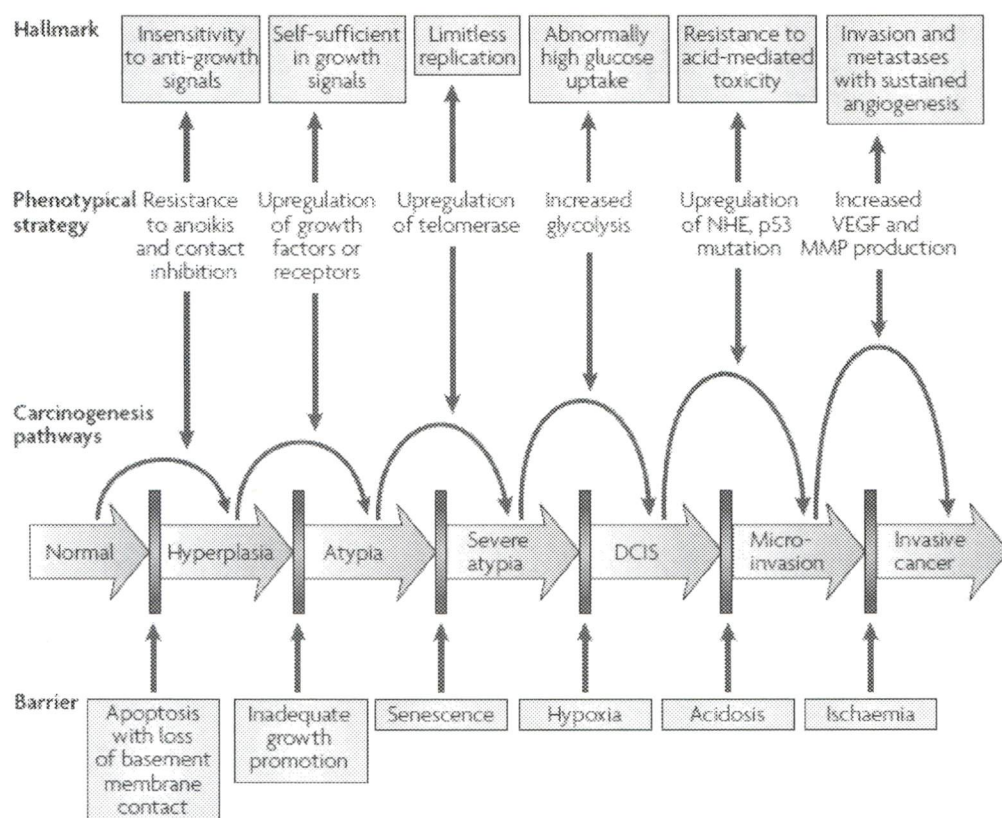 Hallmark
Insensitivity
to anti-growth
signals
Self-sufficient
in growth
signals
Limitless
replication
Abnormally
high glucose
uptake
Resistance to
acid-mediated
toxicity
Invasion and
metastases
with sustained
angiogenesis
Phenotypical
strategy
Resistance
to anoikis
and contact
inhibition
Upregulation
of growth
factors or
receptors
Upregulation
of telomerase
Increased
glycolysis
Upregulation
of NHE, p53
mutation
Increased
VEGF and
MMP production
Carcinogenesis
pathways
Normal
Hyperplasia
Atypia
Severe
atypia
DCIS
Micro-
invasion
Invasive
cancer
Barrier
Apoptosis
with loss
of basement
membrane
contact
Inadequate
growth
promotion
Senescence
Hypoxia
Acidosis
Ischaemia